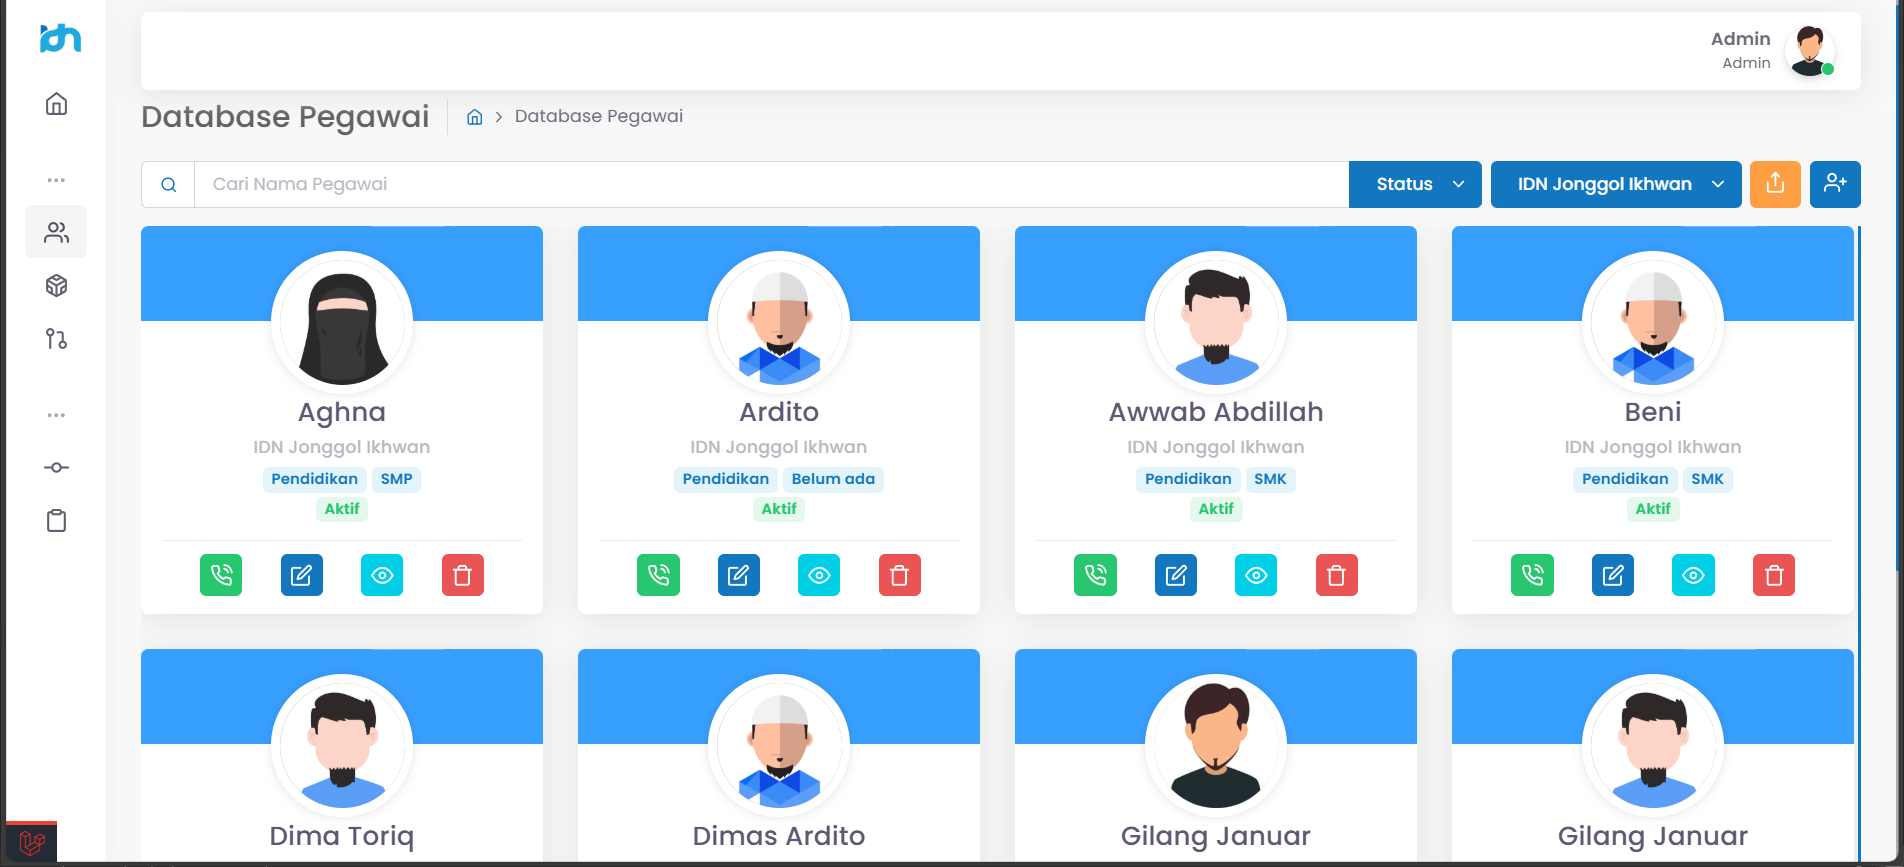 idn
Admin
Admin
Database Pegawai
Database Pegawai
Cari Nama Pegawai
Status
IDN Jonggol Ikhwan
Aghna
IDN Jonggol Ikhwan
Pendidikan SMP
Aktif
Ardito
IDN Jonggol Ikhwan
Pendidikan Belum ada
Aktif
Awwab Abdillah
IDN Jonggol Ikhwan
Pendidikan SMK
Aktif
Beni
IDN Jonggol Ikhwan
Pendidikan SMK
Aktif
Dima Toriq
Dimas Ardito
Gilang Januar
Gilang Januar